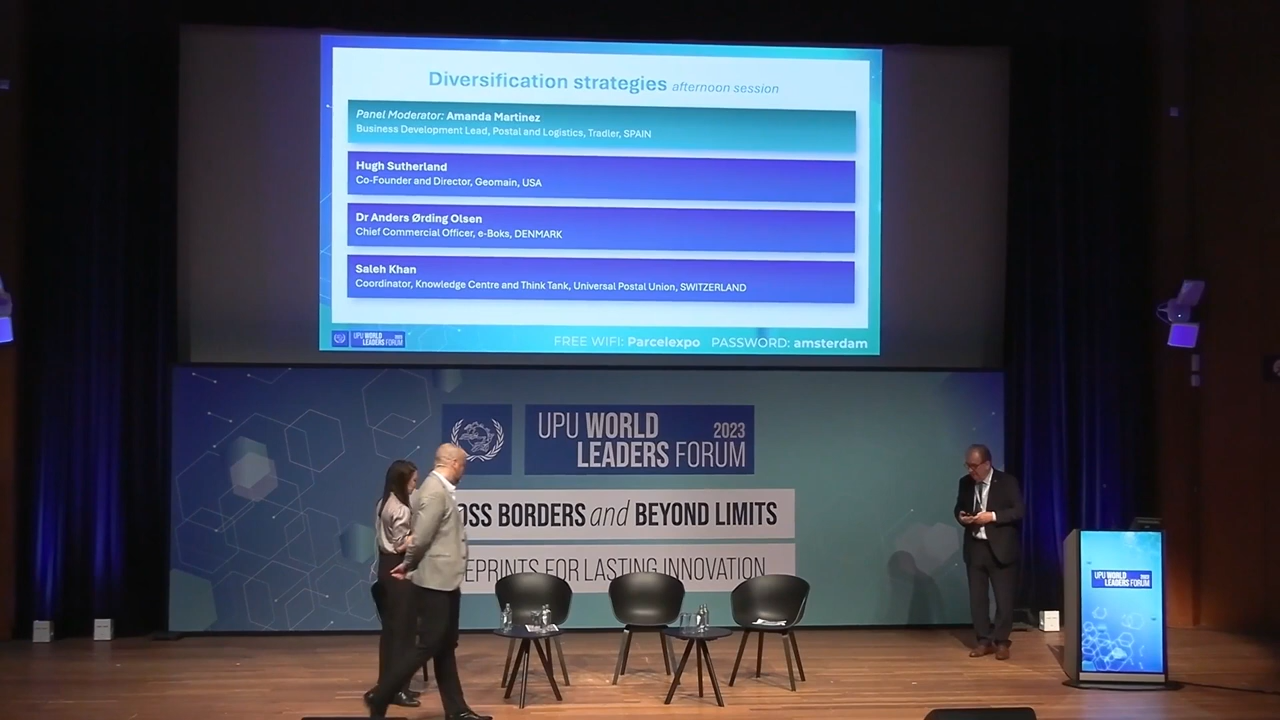 Diversification strategies afternoon session
Panel Moderator: Amanda Martinez
Business Development Lead, Postal and Logistics, Tradler, SPAIN
Hugh Sutherland
Co-Founder and Director, Geomain, USA
Dr Anders Ørding Olsen
Chief Commercial Officer, e-Boks, DENMARK
Saleh Khan
Coordinator, Knowledge Centre and Think Tank, Universal Postal Union, SWITZERLAND
UPU WORLD 2023
LEADERS FORUM
FREE WIFI: Parcelexpo PASSWORD: amsterdam
UPU WORLD 2023
LEADERS FORUM
OSS BORDERS and BEYOND LIMITS
EPRINTS FOR LASTING INNOVATION
UPU WORLD 2023
LEADERS FORUM